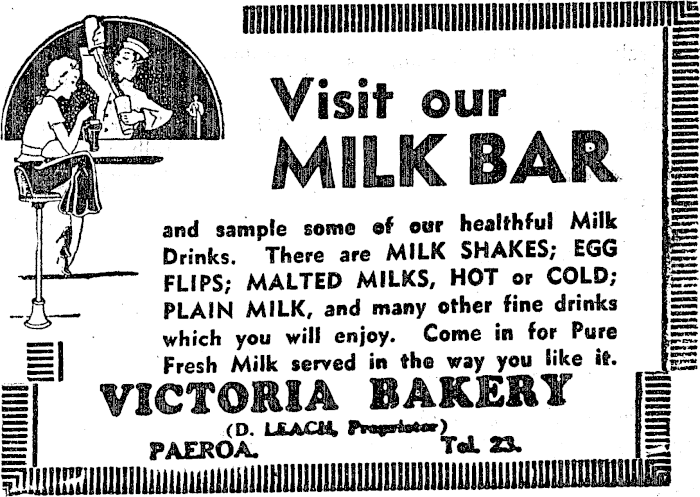 Visit our
MILK BAR
and sample some of our healthful Milk
Drinks. There are MILK SHAKES; EGG
FLIPS; MALTED MILKS, HOT or COLD;
PLAIN MILK, and many other fine drinks
which you will enjoy. Come in for Pure
Fresh Milk served in the way you like it.
VICTORIA BAKERY
(D. LEACH, Proprietor)
PAEROA. Tel. 23.